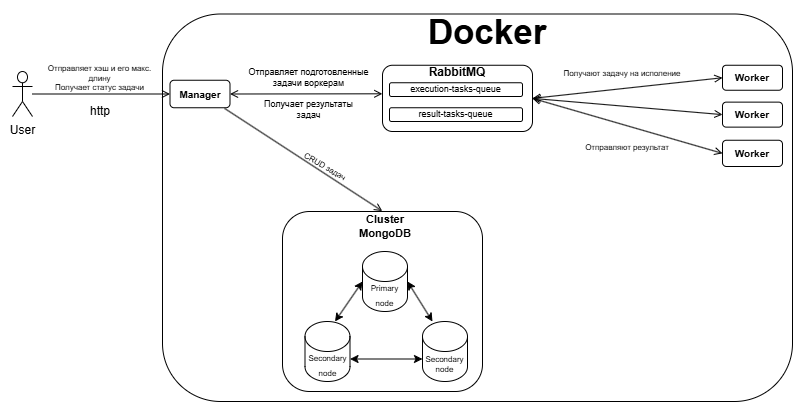 Docker
Отправляет хэш и его макс.
длину
Получает статус задачи
http
User
Manager
Отправляет подготовленные
задачи воркерам
Получает результаты
задач
RabbitMQ
execution-tasks-queue
result-tasks-queue
Получают задачу на исполение
Отправляют результат
Worker
Worker
Worker
CRUD задач
Cluster
MongoDB
Primary
node
Secondary
node
Secondary
node